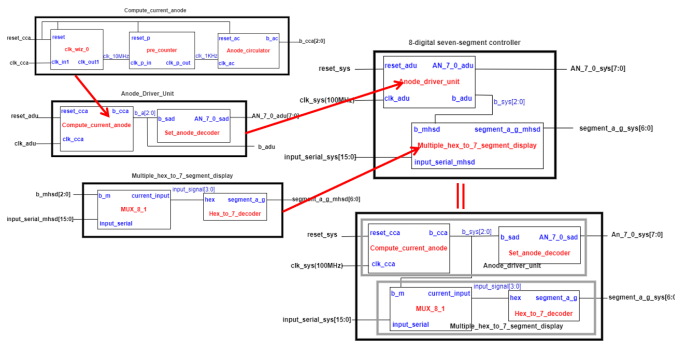 Compute_current_anode
reset_cca
clk_cca
reset
clk_wiz_0
clk_in1 clk_out1
clk_10MHz
reset_p
pre_counter
clk_p_in clk_p_out
clk_1KHz
reset_ac b_ac
Anode_circulator
clk_ac
b_cca[2:0]
Anode_Driver_Unit
reset_adu
clk_adu
reset_cca b_cca
Compute_current_anode
clk_cca
b_a[2:0]
b_sad AN_7_0_sad
Set_anode_decoder
AN_7_0_adu[7:0]
b_adu
Multiple_hex_to_7_segment_display
b_mhsd[2:0]
input_serial_mhsd[15:0]
b_m current_input
MUX_8_1
input_serial
input_signal[3:0]
hex segment_a_g
Hex_to_7_decoder
segment_a_g_mhsd[6:0]
8-digital seven-segment controller
reset_sys
clk_sys(100MHz)
input_serial_sys[15:0]
reset_adu AN_7_0_adu
Anode_driver_unit
clk_adu b_adu
b_sys[2:0]
b_mhsd segment_a_g_mhsd
Multiple_hex_to_7_segment_display
input_serial_mhsd
AN_7_0_sys[7:0]
segment_a_g_sys[6:0]
reset_sys
clk_sys(100MHz)
input_serial_sys[15:0]
reset_cca b_cca
Compute_current_anode
clk_cca
b_sys[2:0]
b_sad AN_7_0_sad
Set_anode_decoder
Anode_driver_unit
An_7_0_sys[7:0]
b_m current_input
MUX_8_1
input_serial
input_signal[3:0]
hex segment_a_g
Hex_to_7_decoder
Multiple_hex_to_7_segment_display
segment_a_g_sys[6:0